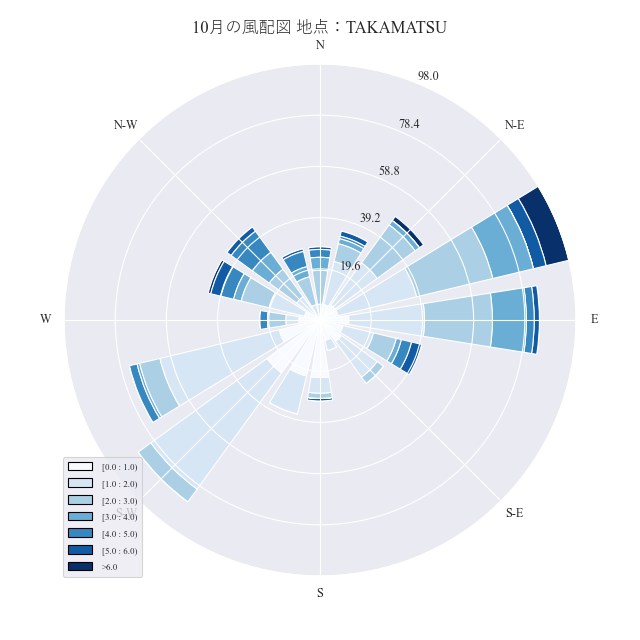 10月の風配図 地点：TAKAMATSU
N
98.0
N-W
78.4
N-E
58.8
39.2
19.6
W
E
[0.0 : 1.0)
[1.0 : 2.0)
[2.0 : 3.0)
[3.0 : 4.0)
[4.0 : 5.0)
[5.0 : 6.0)
>6.0
S-W
S-E
S